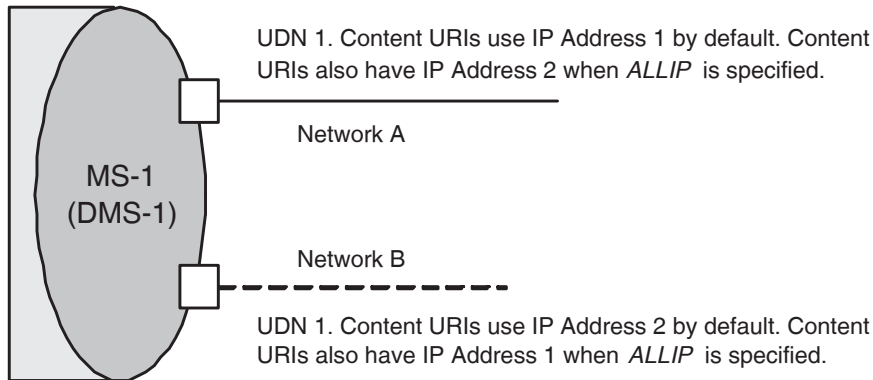 UDN 1. Content URIs use IP Address 1 by default. Content
URIs also have IP Address 2 when ALLIP is specified.
Network A
MS-1
(DMS-1)
Network B
UDN 1. Content URIs use IP Address 2 by default. Content
URIs also have IP Address 1 when ALLIP is specified.